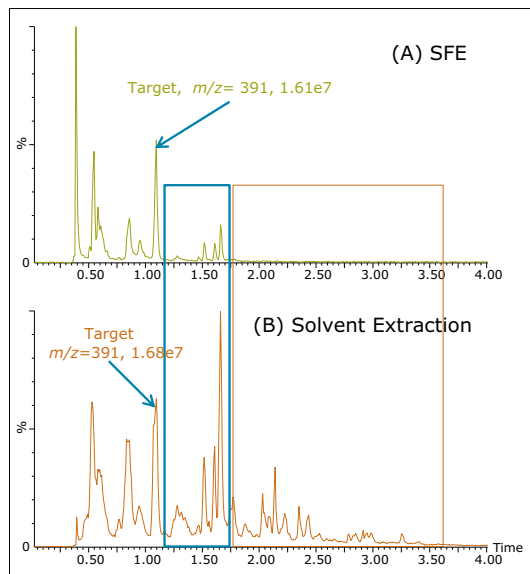 (A) SFE
Target, m/z= 391, 1.61e7
%
0
0.50 1.00 1.50 2.00 2.50 3.00 3.50 4.00
(B) Solvent Extraction
Target
m/z=391, 1.68e7
%
0
0.50 1.00 1.50 2.00 2.50 3.00 3.50 4.00 Time